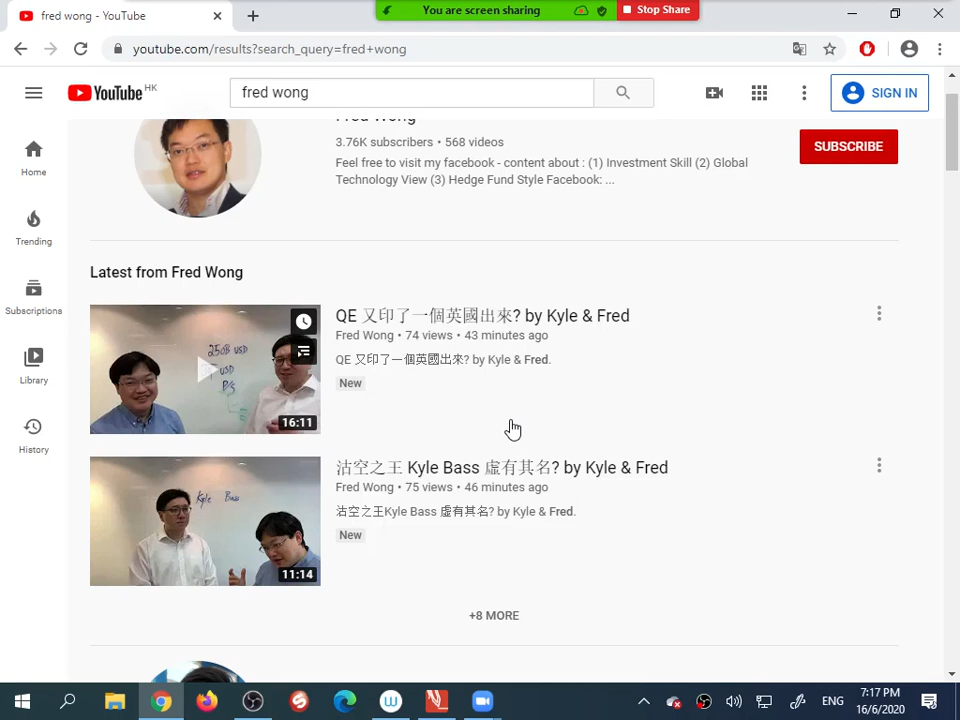 fred wong - YouTube
You are screen sharing
Stop Share
youtube.com/results?search_query=fred+wong
YouTube HK
fred wong
SIGN IN
Home
Trending
Subscriptions
Library
History
Fred Wong
3.76K subscribers • 568 videos
Feel free to visit my facebook - content about : (1) Investment Skill (2) Global
Technology View (3) Hedge Fund Style Facebook: ...
SUBSCRIBE
Latest from Fred Wong
250B USD
USD
16:11
QE 又印了一個英國出來? by Kyle & Fred
Fred Wong • 74 views • 43 minutes ago
QE 又印了一個英國出來? by Kyle & Fred.
New
Kyle Bass
11:14
沽空之王 Kyle Bass 虛有其名? by Kyle & Fred
Fred Wong • 75 views • 46 minutes ago
沽空之王Kyle Bass 虛有其名? by Kyle & Fred.
New
+8 MORE
ENG
7:17 PM
16/6/2020